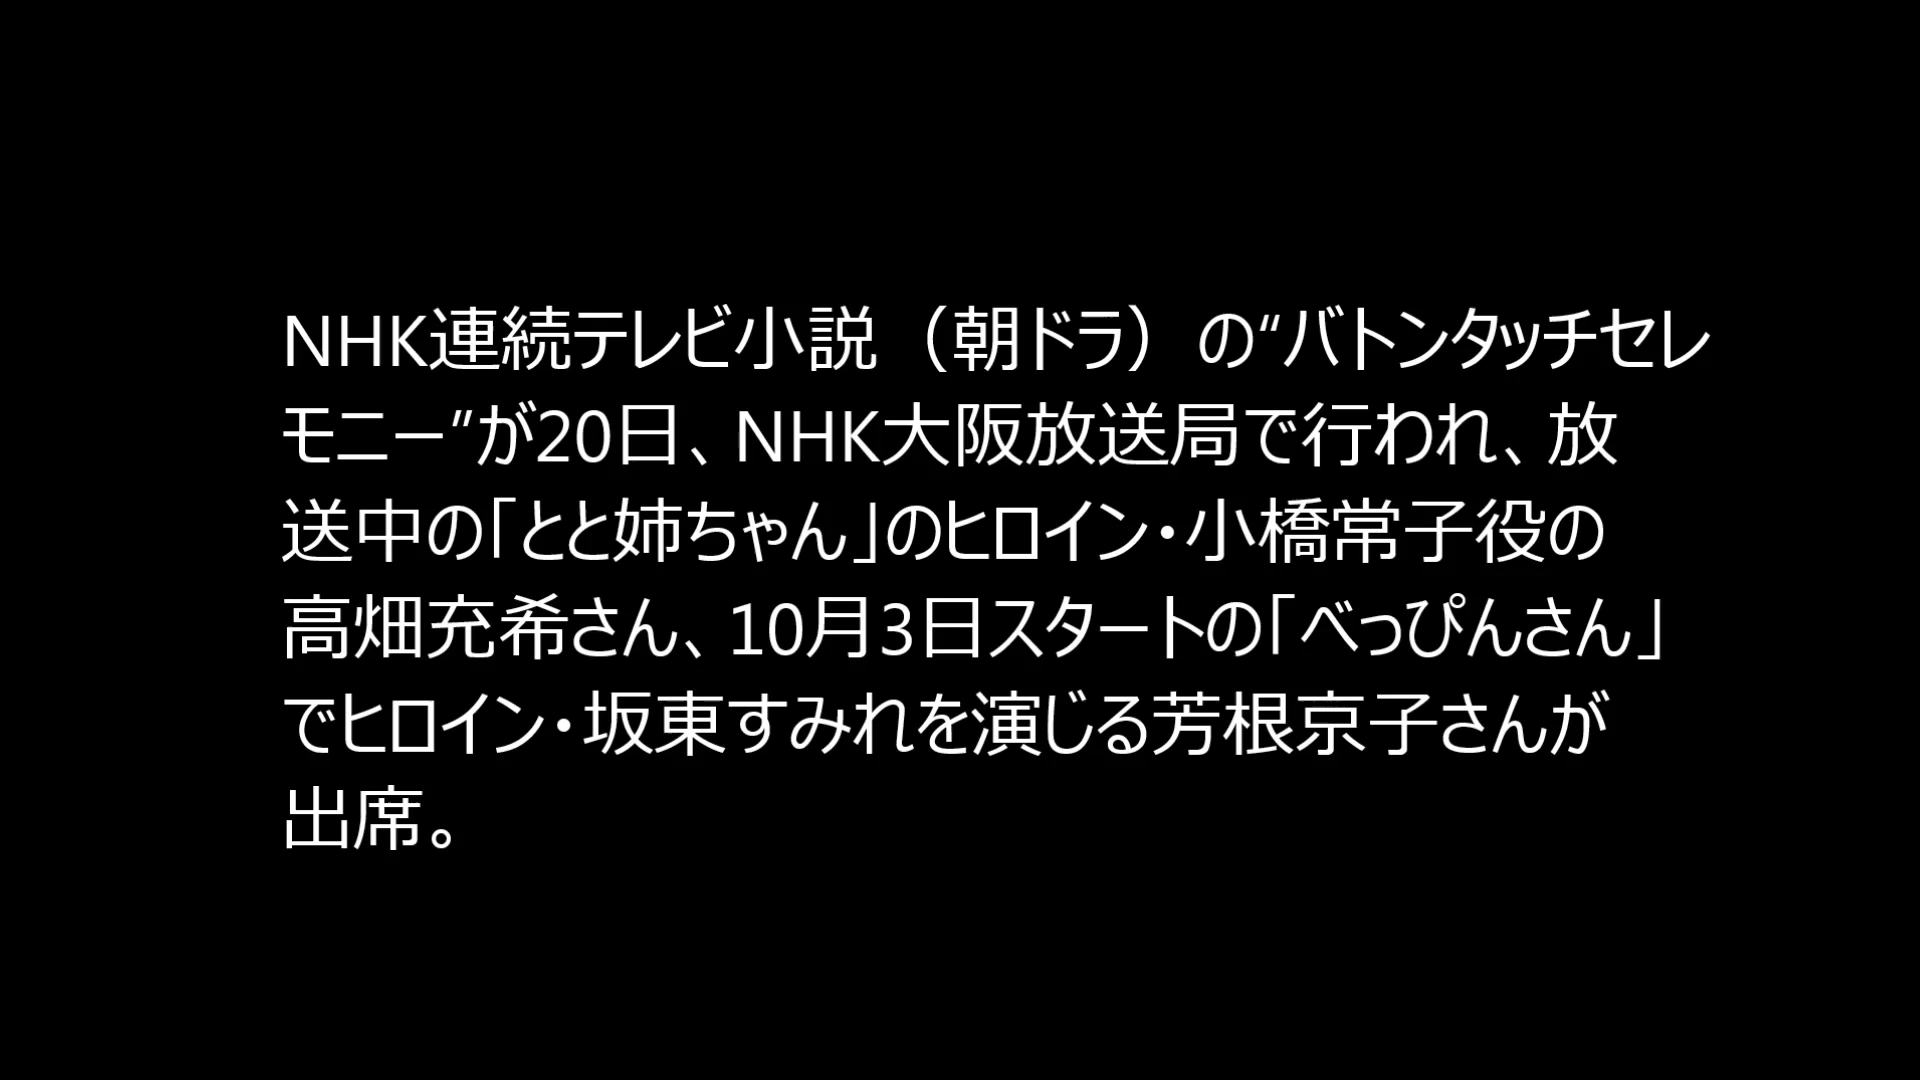 NHK連続テレビ小説（朝ドラ）の“バトンタッチセレ
モニー”が20日、NHK大阪放送局で行われ、放
送中の「とと姉ちゃん」のヒロイン・小橋常子役の
高畑充希さん、10月3日スタートの「べっぴんさん」
でヒロイン・坂東すみれを演じる芳根京子さんが
出席。